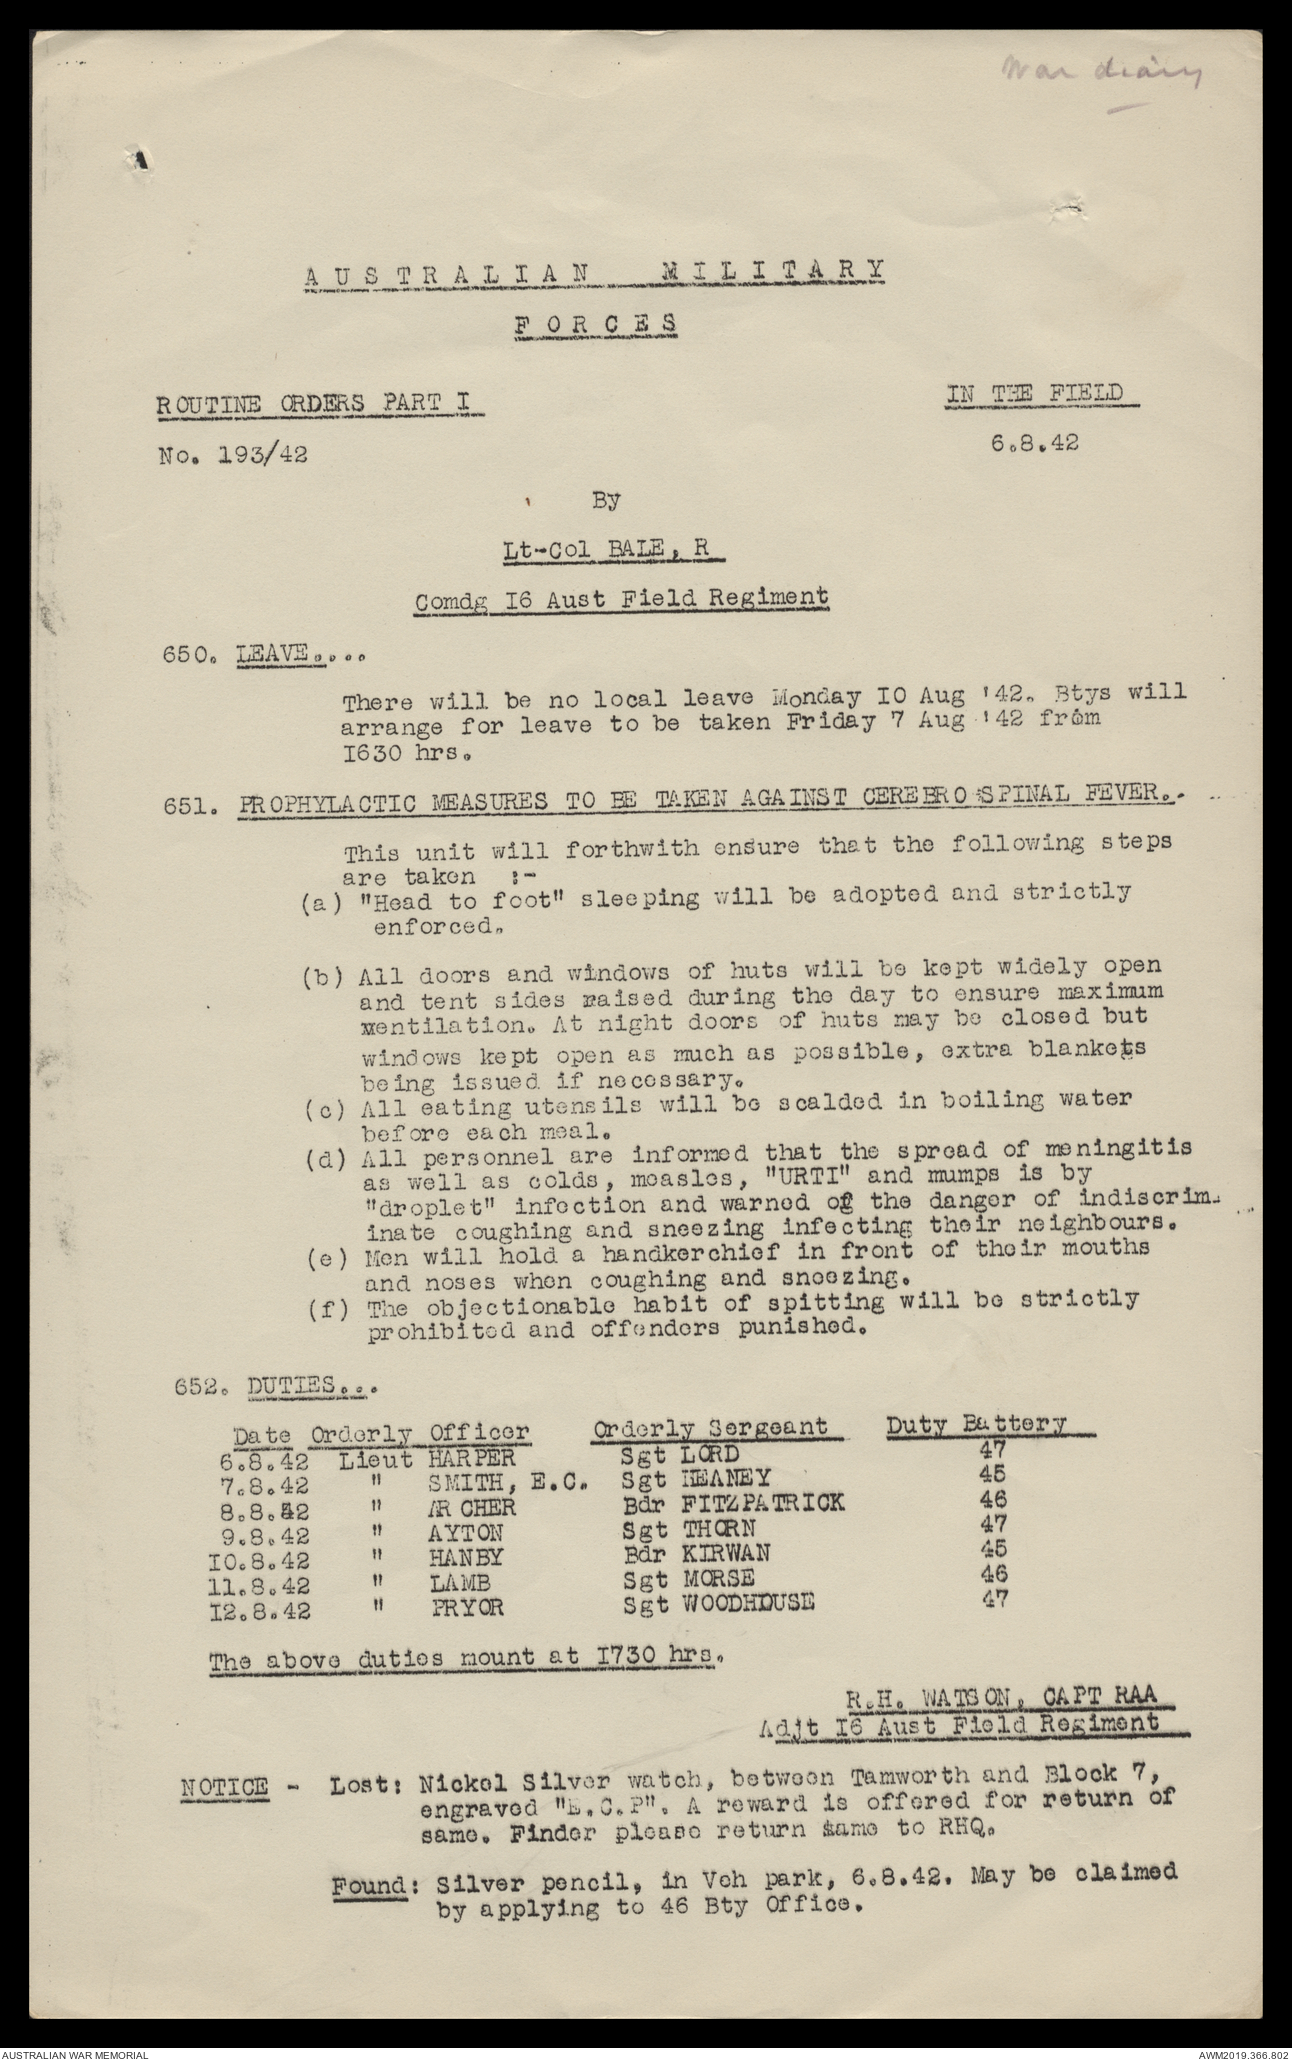 War diary
AUSTRALIAN MILITARY
FORCES
ROUTINE ORDERS PART I
IN THE FIELD
No. 193/42
6.8.42
By
Lt-Col BALE, R
Comdg I6 Aust Field Regiment
650. LEAVE.....
There will be no local leave Monday IO Aug '42. Btys will
arrange for leave to be taken Friday 7 Aug '42 from
I630 hrs.
651. PROPHYLACTIC MEASURES TO BE TAKEN AGAINST CEREBRO SPINAL FEVER..
This unit will forthwith ensure that the following steps
are taken :-
(a) "Head to foot" sleeping will be adopted and strictly
enforced.
(b) All doors and windows of huts will be kept widely open
and tent sides raised during the day to ensure maximum
ventilation. At night doors of huts may be closed but
windows kept open as much as possible, extra blankets
being issued if necessary.
(c) All eating utensils will be scalded in boiling water
before each meal.
(d) All personnel are informed that the spread of meningitis
as well as colds, measles, "URTI" and mumps is by
"droplet" infection and warned of the danger of indiscrim-
inate coughing and sneezing infecting their neighbours.
(e) Men will hold a handkerchief in front of their mouths
and noses when coughing and sneezing.
(f) The objectionable habit of spitting will be strictly
prohibited and offenders punished.
652. DUTIES...
Date Orderly Officer Orderly Sergeant Duty Battery
6.8.42 Lieut HARPER Sgt LORD 47
7.8.42 " SMITH, E.C. Sgt HEANEY 45
8.8.42 " ARCHER Bdr FITZPATRICK 46
9.8.42 " AYTON Sgt THORN 47
IO.8.42 " HANBY Bdr KIRWAN 45
11.8.42 " LAMB Sgt MORSE 46
I2.8.42 " PRYOR Sgt WOODHOUSE 47
The above duties mount at I730 hrs.
R.H. WATSON, CAPT RAA
Adjt I6 Aust Field Regiment
NOTICE - Lost: Nickel Silver watch, between Tamworth and Block 7,
engraved "E.C.P". A reward is offered for return of
same. Finder please return same to RHQ.
Found: Silver pencil, in Veh park, 6.8.42. May be claimed
by applying to 46 Bty Office.
AUSTRALIAN WAR MEMORIAL
AWM2019.366.802